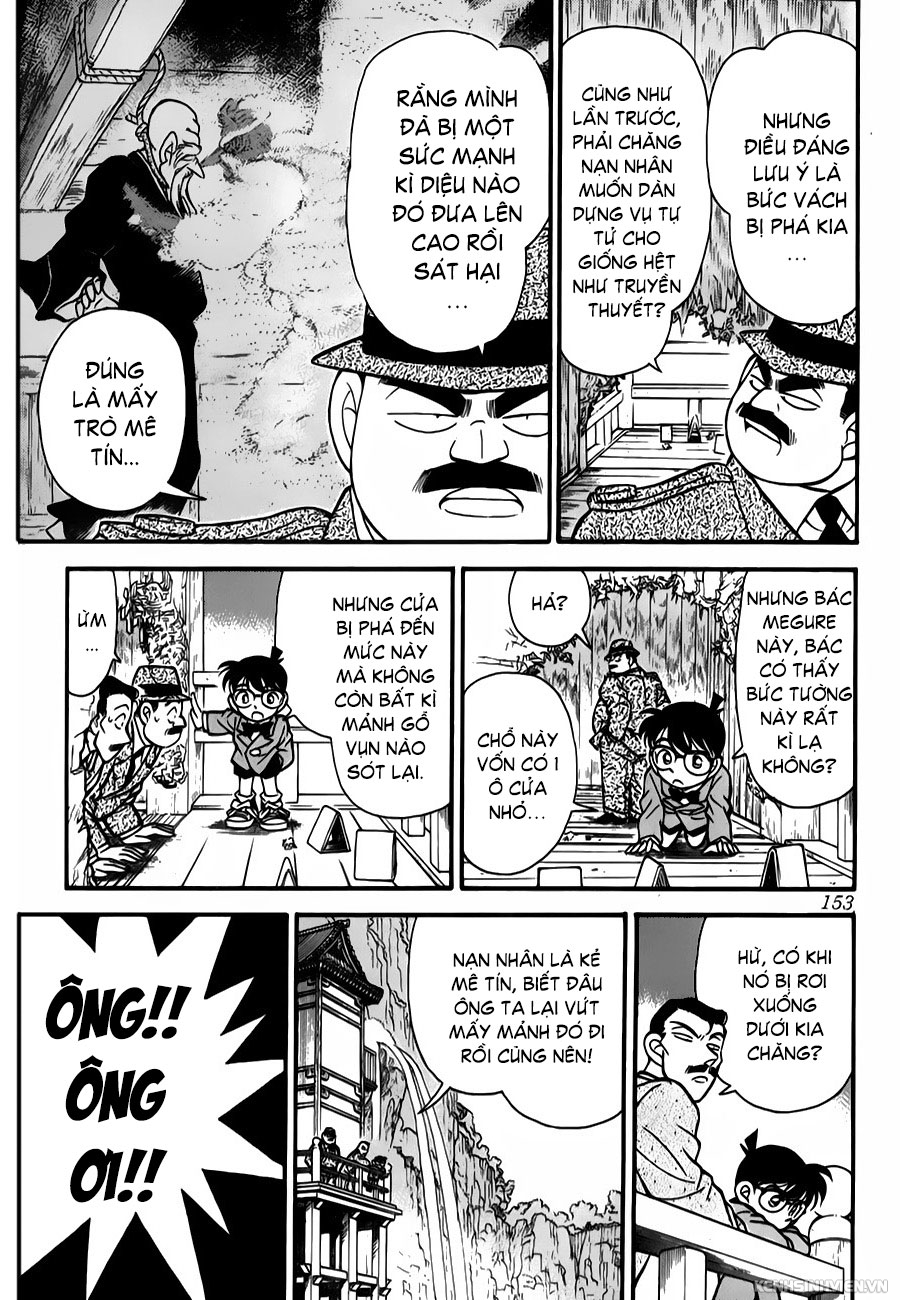 NHƯNG
ĐIỀU ĐÁNG
LƯU Ý LÀ
BỨC VÁCH
BỊ PHÁ KIA
...
CŨNG NHƯ
LẦN TRƯỚC,
PHẢI CHĂNG
NẠN NHÂN
MUỐN DÀN
DỰNG VỤ TỰ
TỬ CHO
GIỐNG HỆT
NHƯ TRUYỀN
THUYẾT?
RẰNG MÌNH
ĐÃ BỊ MỘT
SỨC MẠNH
KÌ DIỆU NÀO
ĐÓ ĐƯA LÊN
CAO RỒI
SÁT HẠI
...
ĐÚNG
LÀ MẤY
TRÒ MÊ
TÍN...
NHƯNG BÁC
MEGURE
NÀY, BÁC
CÓ THẤY
BỨC TƯỜNG
NÀY RẤT
KÌ LẠ
KHÔNG?
HẢ?
CHỖ NÀY
VỐN CÓ 1
Ô CỬA
NHỎ...
NHƯNG CỬA
BỊ PHÁ ĐẾN
MỨC NÀY
MÀ KHÔNG
CÒN BẤT KÌ
MẢNH GỖ
VỤN NÀO
SÓT LẠI.
ỪM
...
153
HỪ, CÓ KHI
NÓ BỊ RƠI
XUỐNG
DƯỚI KIA
CHĂNG?
NẠN NHÂN LÀ KẺ
MÊ TÍN, BIẾT ĐÂU
ÔNG TA LẠI VỨT
MẤY MẢNH ĐÓ ĐI
RỒI CŨNG NÊN!
ÔNG!!
ÔNG
ƠI!!
KENHSINHVIEN.VN